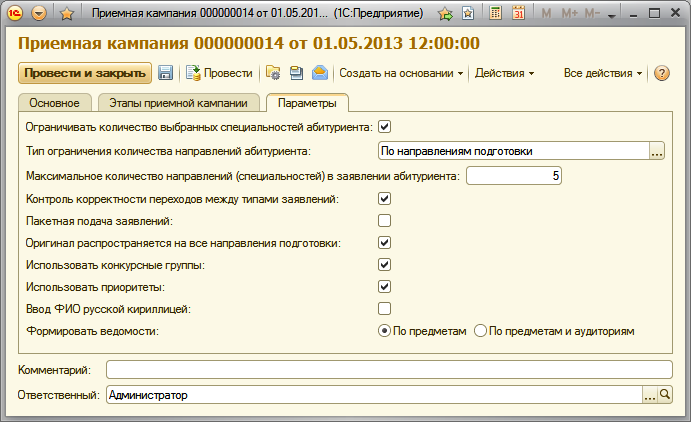 Приемная кампания 000000014 от 01.05.201... (1С:Предприятие)
M M+ M-
Приемная кампания 000000014 от 01.05.2013 12:00:00
Провести и закрыть Провести Создать на основании Действия Все действия ?
Основное Этапы приемной кампании Параметры
Ограничивать количество выбранных специальностей абитуриента:
Тип ограничения количества направлений абитуриента: По направлениям подготовки ...
Максимальное количество направлений (специальностей) в заявлении абитуриента: 5
Контроль корректности переходов между типами заявлений:
Пакетная подача заявлений:
Оригинал распространяется на все направления подготовки:
Использовать конкурсные группы:
Использовать приоритеты:
Ввод ФИО русской кириллицей:
Формировать ведомости: По предметам По предметам и аудиториям
Комментарий:
Ответственный: Администратор ...